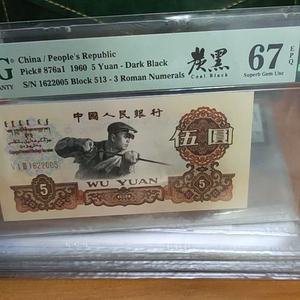 China / People's Republic
Pick# 876a1 1960 5 Yuan - Dark Black
S/N 1622005 Block 513 - 3 Roman Numerals
炭黑
Coal Black
67 EPQ
Superb Gem Unc
中国人民银行
1622005
伍圆
5
WU YUAN
5